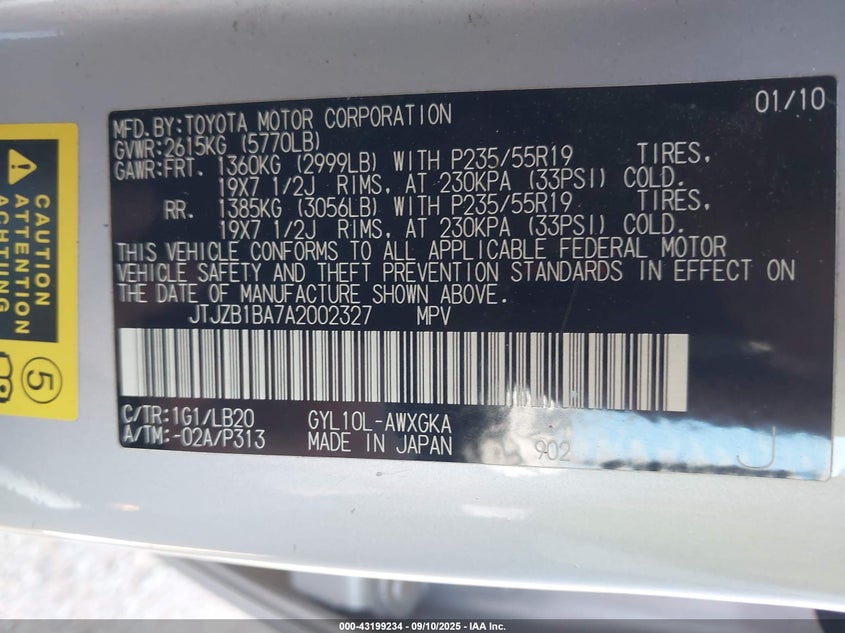 01/10
MFD.BY:TOYOTA MOTOR CORPORATION
GVWR:2615KG (5770LB)
GAWR:FRT. 1360KG (2999LB) WITH P235/55R19 TIRES,
19X7 1/2J RIMS, AT 230KPA (33PSI) COLD.
RR. 1385KG (3056LB) WITH P235/55R19 TIRES,
19X7 1/2J RIMS, AT 230KPA (33PSI) COLD.
THIS VEHICLE CONFORMS TO ALL APPLICABLE FEDERAL MOTOR
VEHICLE SAFETY AND THEFT PREVENTION STANDARDS IN EFFECT ON
THE DATE OF MANUFACTURE SHOWN ABOVE.
JTJZB1BA7A2002327 MPV
C/TR:1G1/LB20 GYL10L-AWXGKA
A/TM:-02A/P313 MADE IN JAPAN 902 J
CAUTION
ATTENTION
ACHTUNG
5
000-43199234 - 09/10/2025 - IAA Inc.